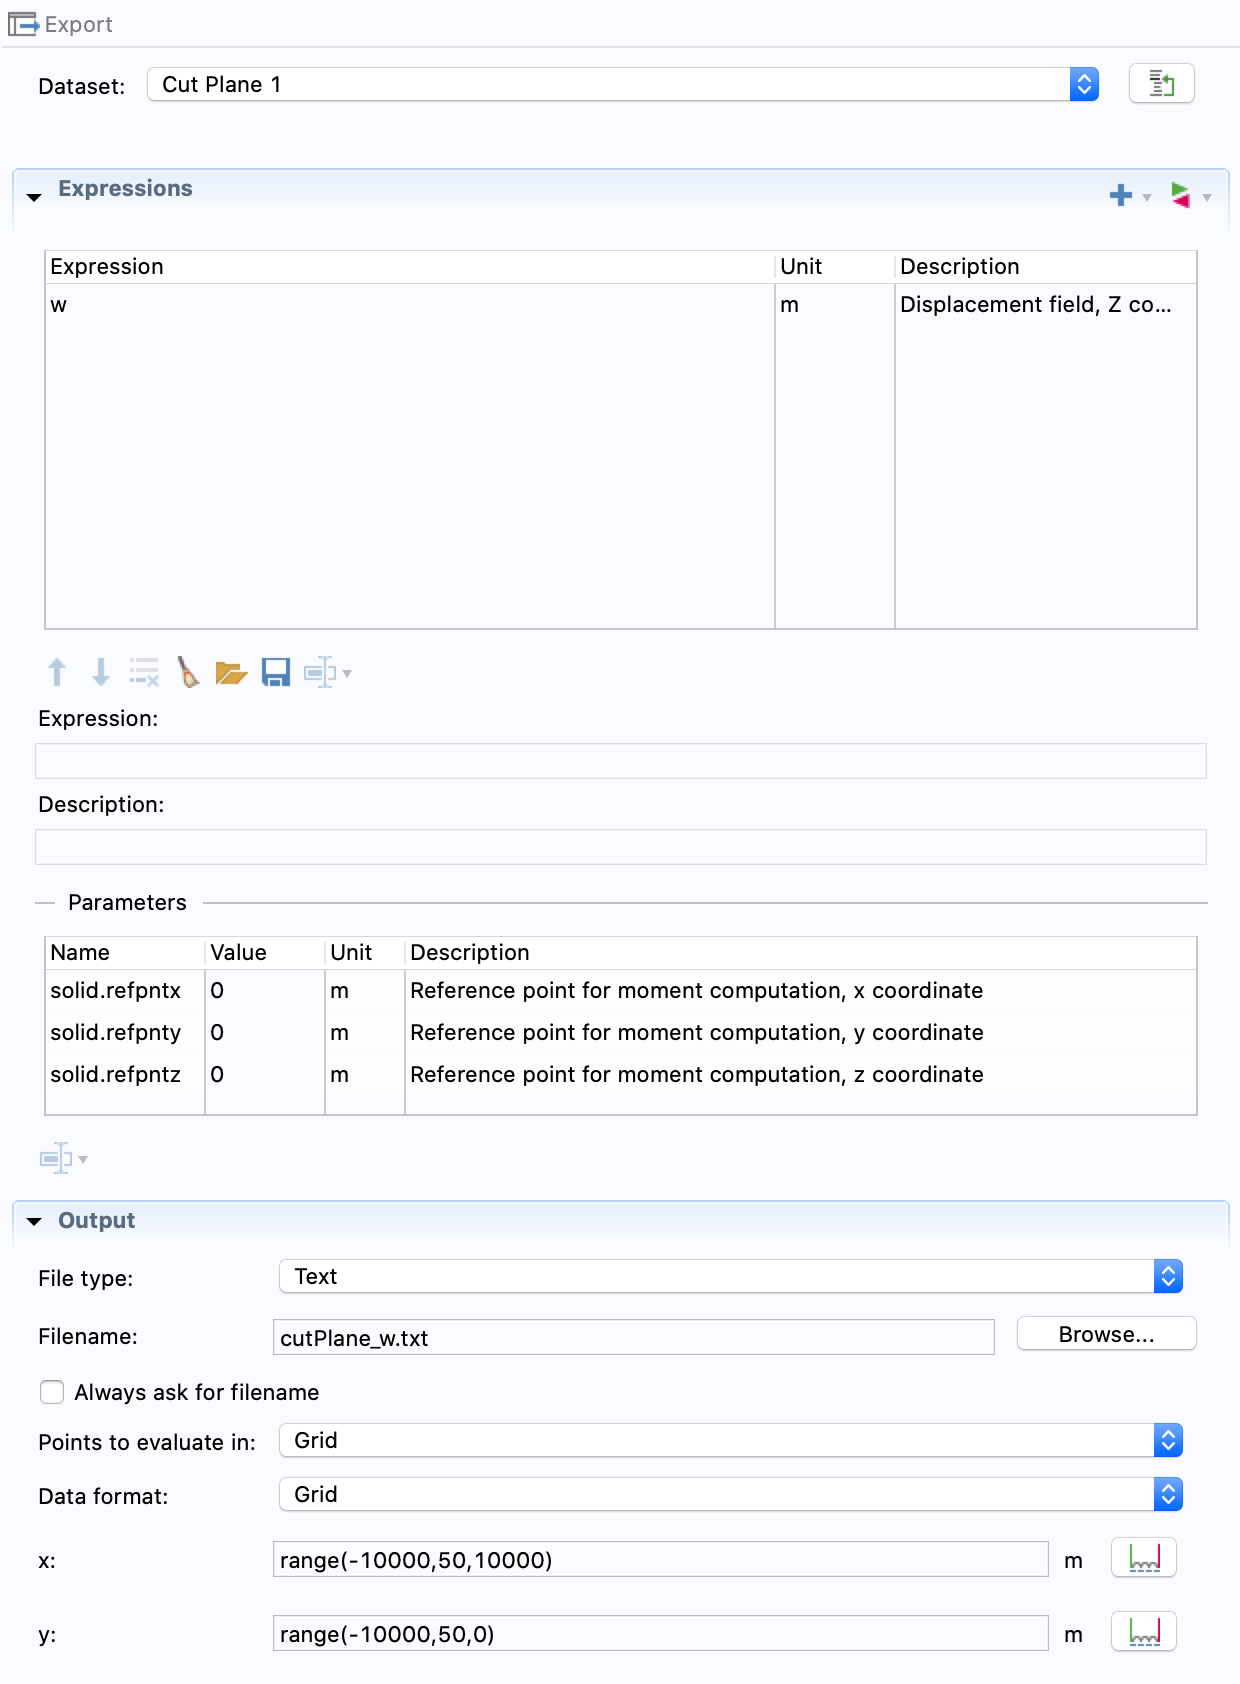 Export
Dataset: Cut Plane 1
Expressions
Expression Unit Description
w m Displacement field, Z co...
Expression:
Description:
Parameters
Name Value Unit Description
solid.refpntx 0 m Reference point for moment computation, x coordinate
solid.refpnty 0 m Reference point for moment computation, y coordinate
solid.refpntz 0 m Reference point for moment computation, z coordinate
Output
File type: Text
Filename: cutPlane_w.txt Browse...
Always ask for filename
Points to evaluate in: Grid
Data format: Grid
x: range(-10000,50,10000) m
y: range(-10000,50,0) m